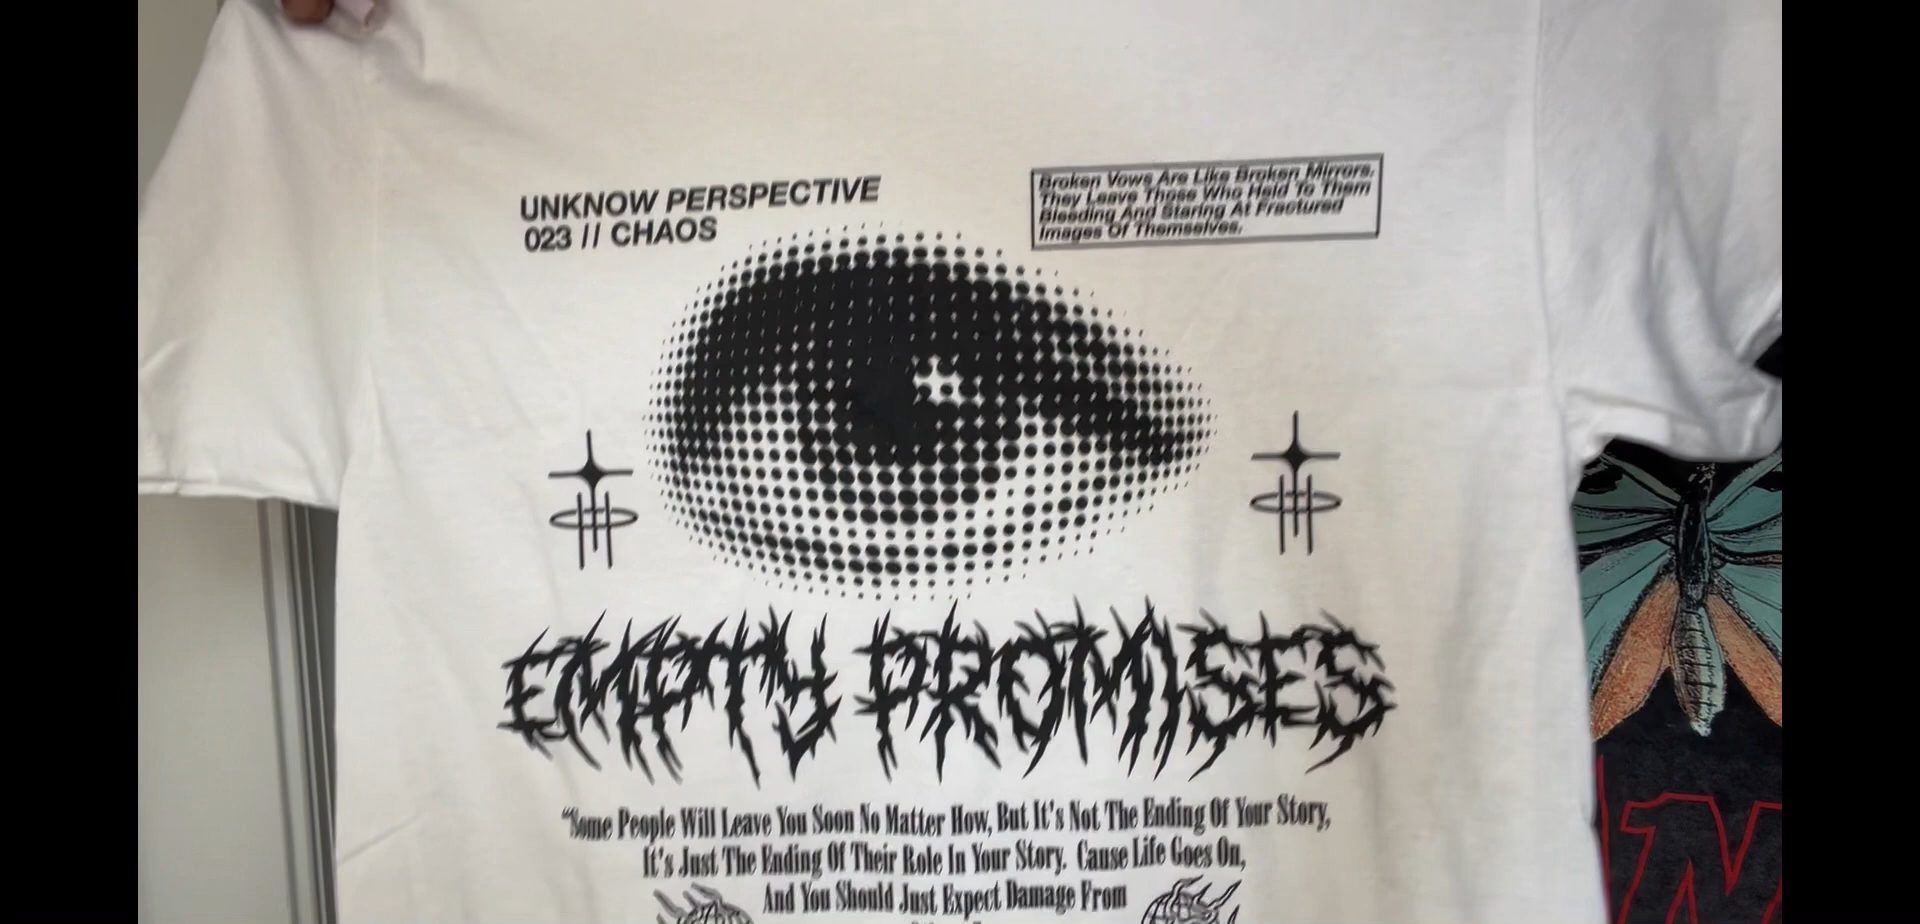 UNKNOW PERSPECTIVE
023 // CHAOS
Broken Vows Are Like Broken Mirrors.
They Leave Those Who Held To Them
Bleeding And Staring At Fractured
Images Of Themselves.
EMPTY PROMISES
“Some People Will Leave You Soon No Matter How, But It's Not The Ending Of Your Story,
It's Just The Ending Of Their Role In Your Story. Cause Life Goes On,
And You Should Just Expect Damage From
N